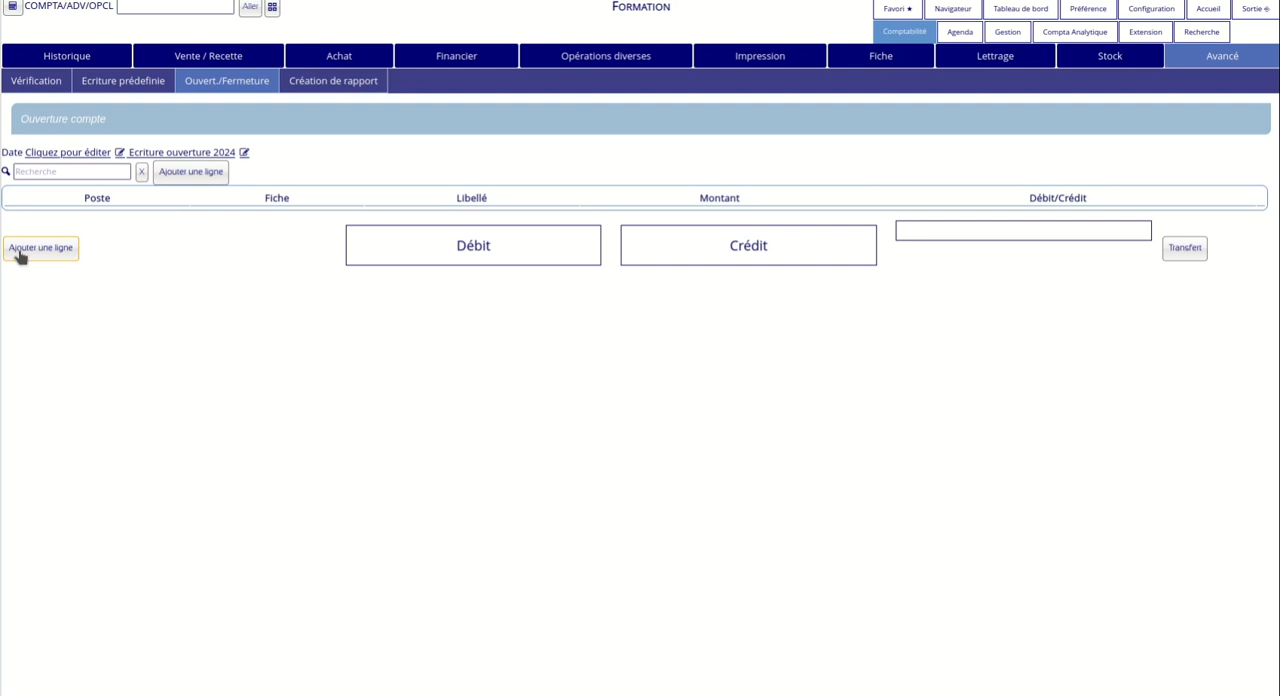 COMPTA/ADV/OPCL Aller
FORMATION
Favori ★ Navigateur Tableau de bord Préférence Configuration Accueil Sortie
Comptabilité Agenda Gestion Compta Analytique Extension Recherche
Historique Vente / Recette Achat Financier Opérations diverses Impression Fiche Lettrage Stock Avancé
Vérification Ecriture prédefinie Ouvert./Fermeture Création de rapport
Ouverture compte
Date Cliquez pour éditer Ecriture ouverture 2024
Recherche X Ajouter une ligne
Poste Fiche Libellé Montant Débit/Crédit
Ajouter une ligne Débit Crédit Transfert